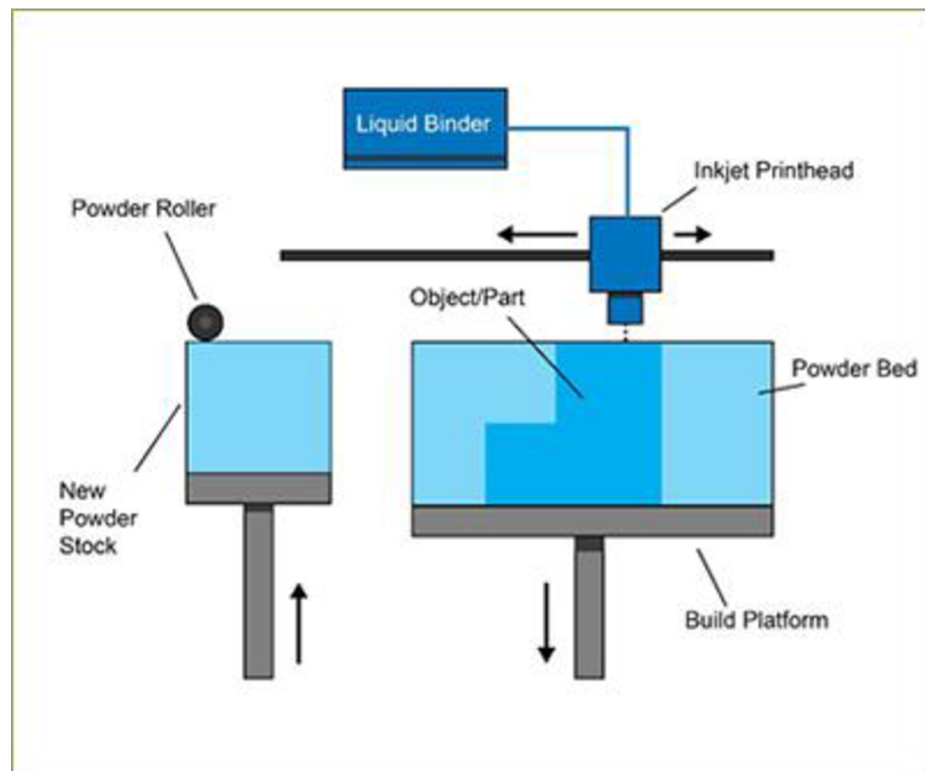 Liquid Binder
Inkjet Printhead
Powder Roller
Object/Part
Powder Bed
New
Powder
Stock
Build Platform